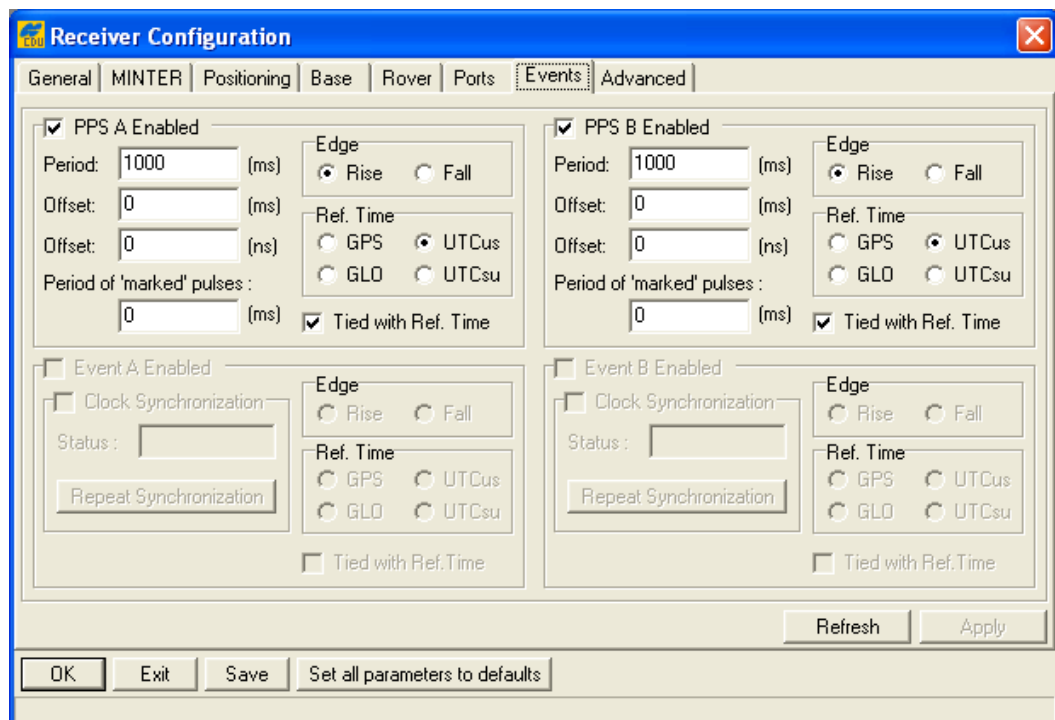 CDU Receiver Configuration
General MINTER Positioning Base Rover Ports Events Advanced
PPS A Enabled
Period: 1000 (ms)
Offset: 0 (ms)
Offset: 0 (ns)
Period of 'marked' pulses :
0 (ms)
Edge
Rise Fall
Ref. Time
GPS UTCus
GLO UTCsu
Tied with Ref. Time
PPS B Enabled
Period: 1000 (ms)
Offset: 0 (ms)
Offset: 0 (ns)
Period of 'marked' pulses :
0 (ms)
Edge
Rise Fall
Ref. Time
GPS UTCus
GLO UTCsu
Tied with Ref. Time
Event A Enabled
Clock Synchronization
Status :
Repeat Synchronization
Edge
Rise Fall
Ref. Time
GPS UTCus
GLO UTCsu
Tied with Ref.Time
Event B Enabled
Clock Synchronization
Status :
Repeat Synchronization
Edge
Rise Fall
Ref. Time
GPS UTCus
GLO UTCsu
Tied with Ref.Time
Refresh Apply
OK Exit Save Set all parameters to defaults